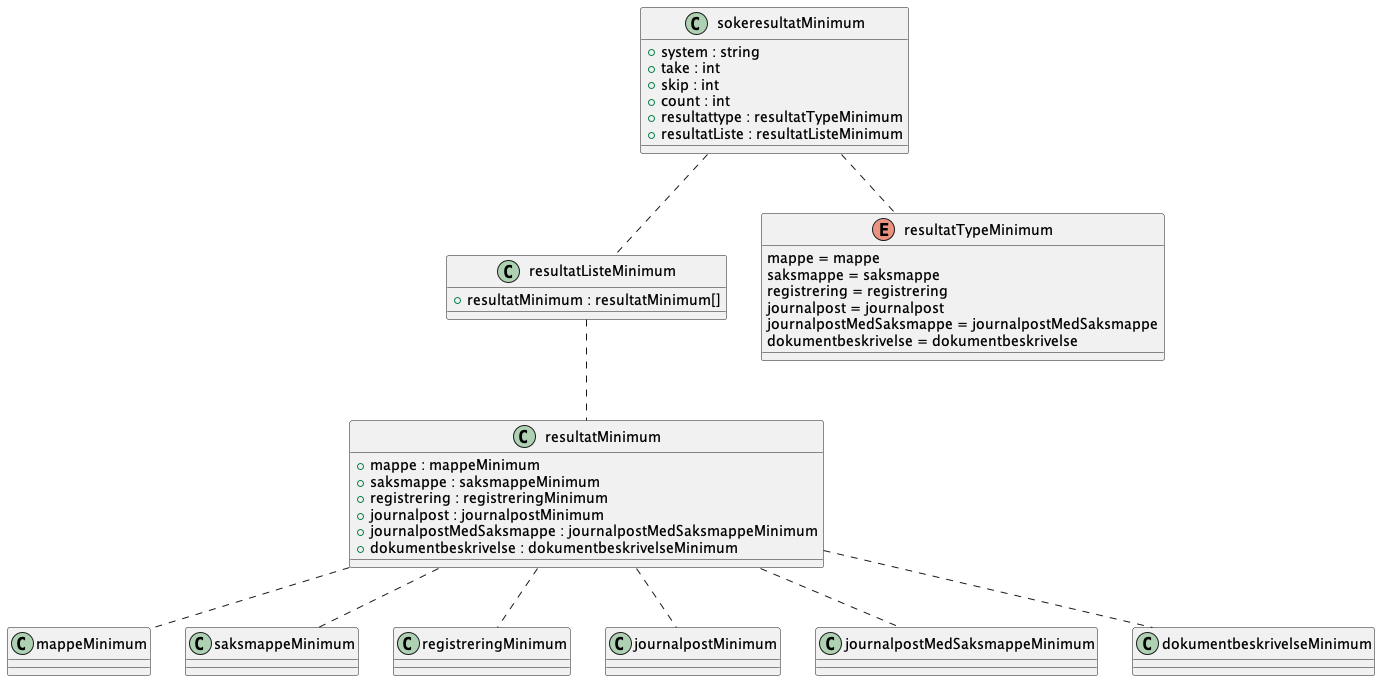 C sokeresultatMinimum
system : string
take : int
skip : int
count : int
resultattype : resultatTypeMinimum
resultatListe : resultatListeMinimum
E resultatTypeMinimum
mappe = mappe
saksmappe = saksmappe
registrering = registrering
journalpost = journalpost
journalpostMedSaksmappe = journalpostMedSaksmappe
dokumentbeskrivelse = dokumentbeskrivelse
C resultatListeMinimum
resultatMinimum : resultatMinimum[]
C resultatMinimum
mappe : mappeMinimum
saksmappe : saksmappeMinimum
registrering : registreringMinimum
journalpost : journalpostMinimum
journalpostMedSaksmappe : journalpostMedSaksmappeMinimum
dokumentbeskrivelse : dokumentbeskrivelseMinimum
C mappeMinimum
C saksmappeMinimum
C registreringMinimum
C journalpostMinimum
C journalpostMedSaksmappeMinimum
C dokumentbeskrivelseMinimum